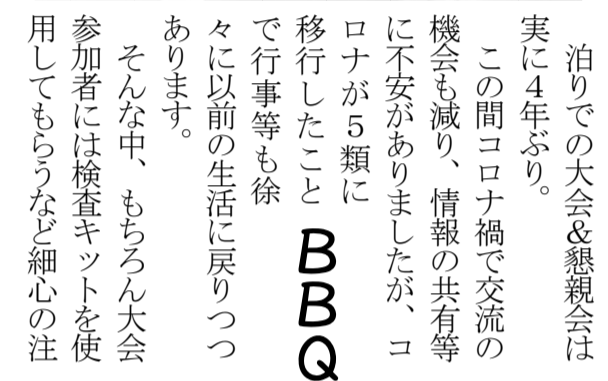 泊りでの大会&懇親会は
実に４年ぶり。
この間コロナ禍で交流の
機会も減り、情報の共有等
に不安がありましたが、コ
ロナが５類に
移行したこと
で行事等も徐
々に以前の生活に戻りつつ
あります。
そんな中、もちろん大会
参加者には検査キットを使
用してもらうなど細心の注
BBQ